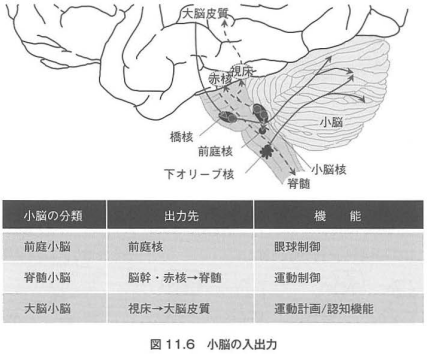 大脳皮質
赤核
視床
橋核
小脳
前庭核
小脳核
下オリーブ核
脊髄
小脳の分類 出力先 機 能
前庭小脳 前庭核 眼球制御
脊髄小脳 脳幹・赤核→脊髄 運動制御
大脳小脳 視床→大脳皮質 運動計画/認知機能
図 11.6 小脳の入出力